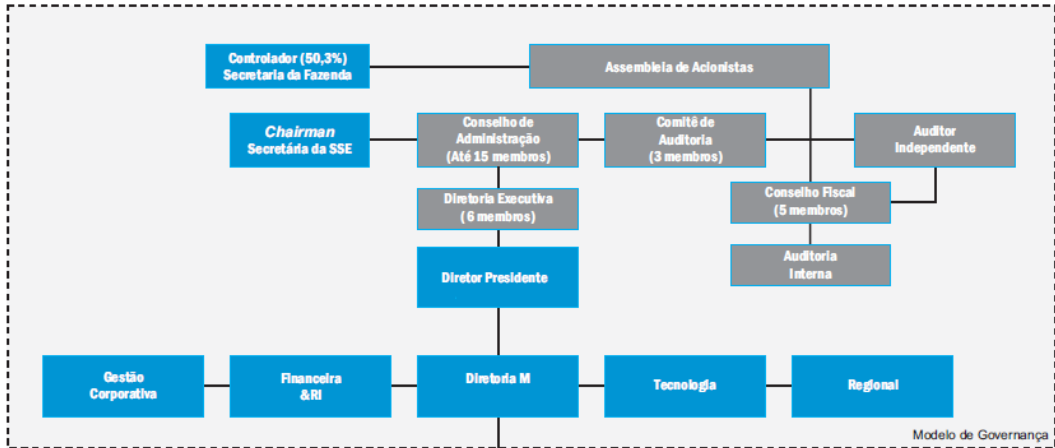 Controlador (50,3%)
Secretaria da Fazenda
Assembleia de Acionistas
Chairman
Secretária da SSE
Conselho de
Administração
(Até 15 membros)
Comitê de
Auditoria
(3 membros)
Auditor
Independente
Diretoria Executiva
( 6 membros)
Conselho Fiscal
(5 membros)
Diretor Presidente
Auditoria
Interna
Gestão
Corporativa
Financeira
&RI
Diretoria M
Tecnologia
Regional
Modelo de Governança